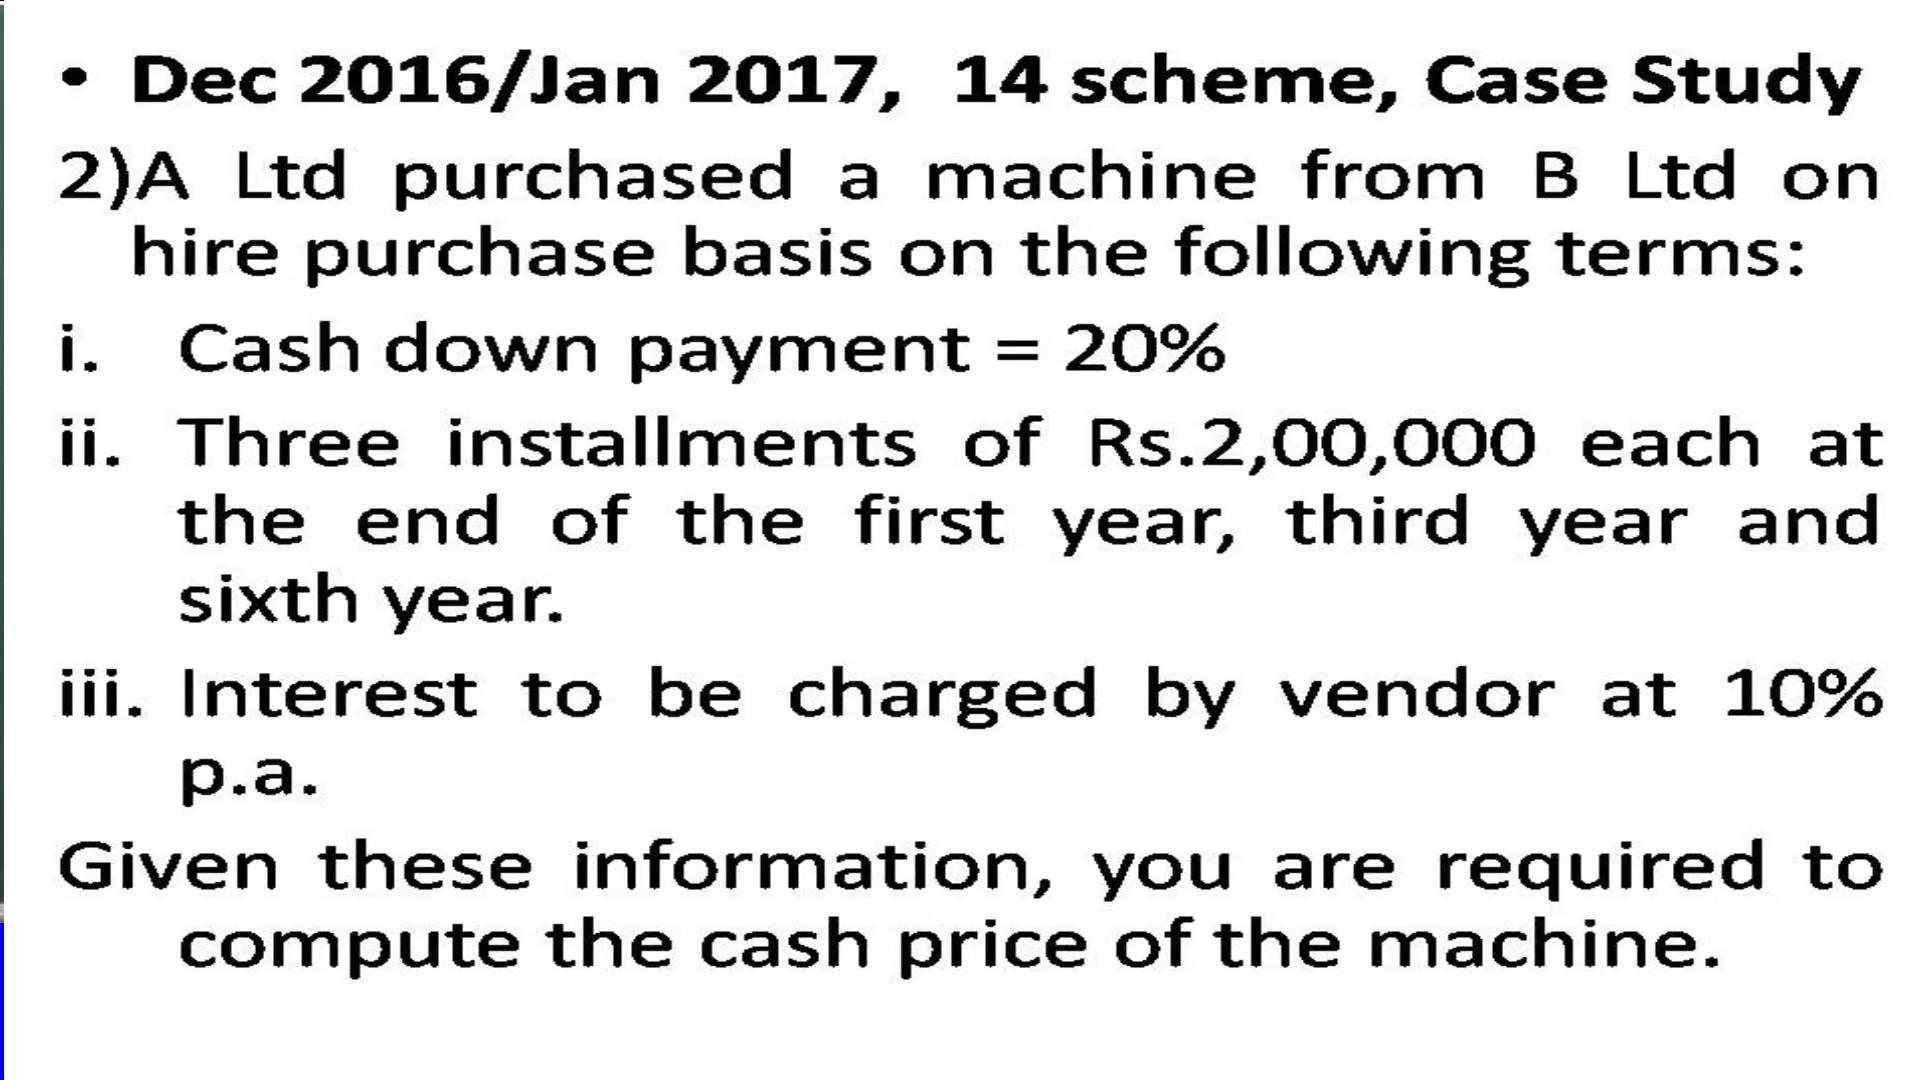 • Dec 2016/Jan 2017, 14 scheme, Case Study
2)A Ltd purchased a machine from B Ltd on
hire purchase basis on the following terms:
i. Cash down payment = 20%
ii. Three installments of Rs.2,00,000 each at
the end of the first year, third year and
sixth year.
iii. Interest to be charged by vendor at 10%
p.a.
Given these information, you are required to
compute the cash price of the machine.